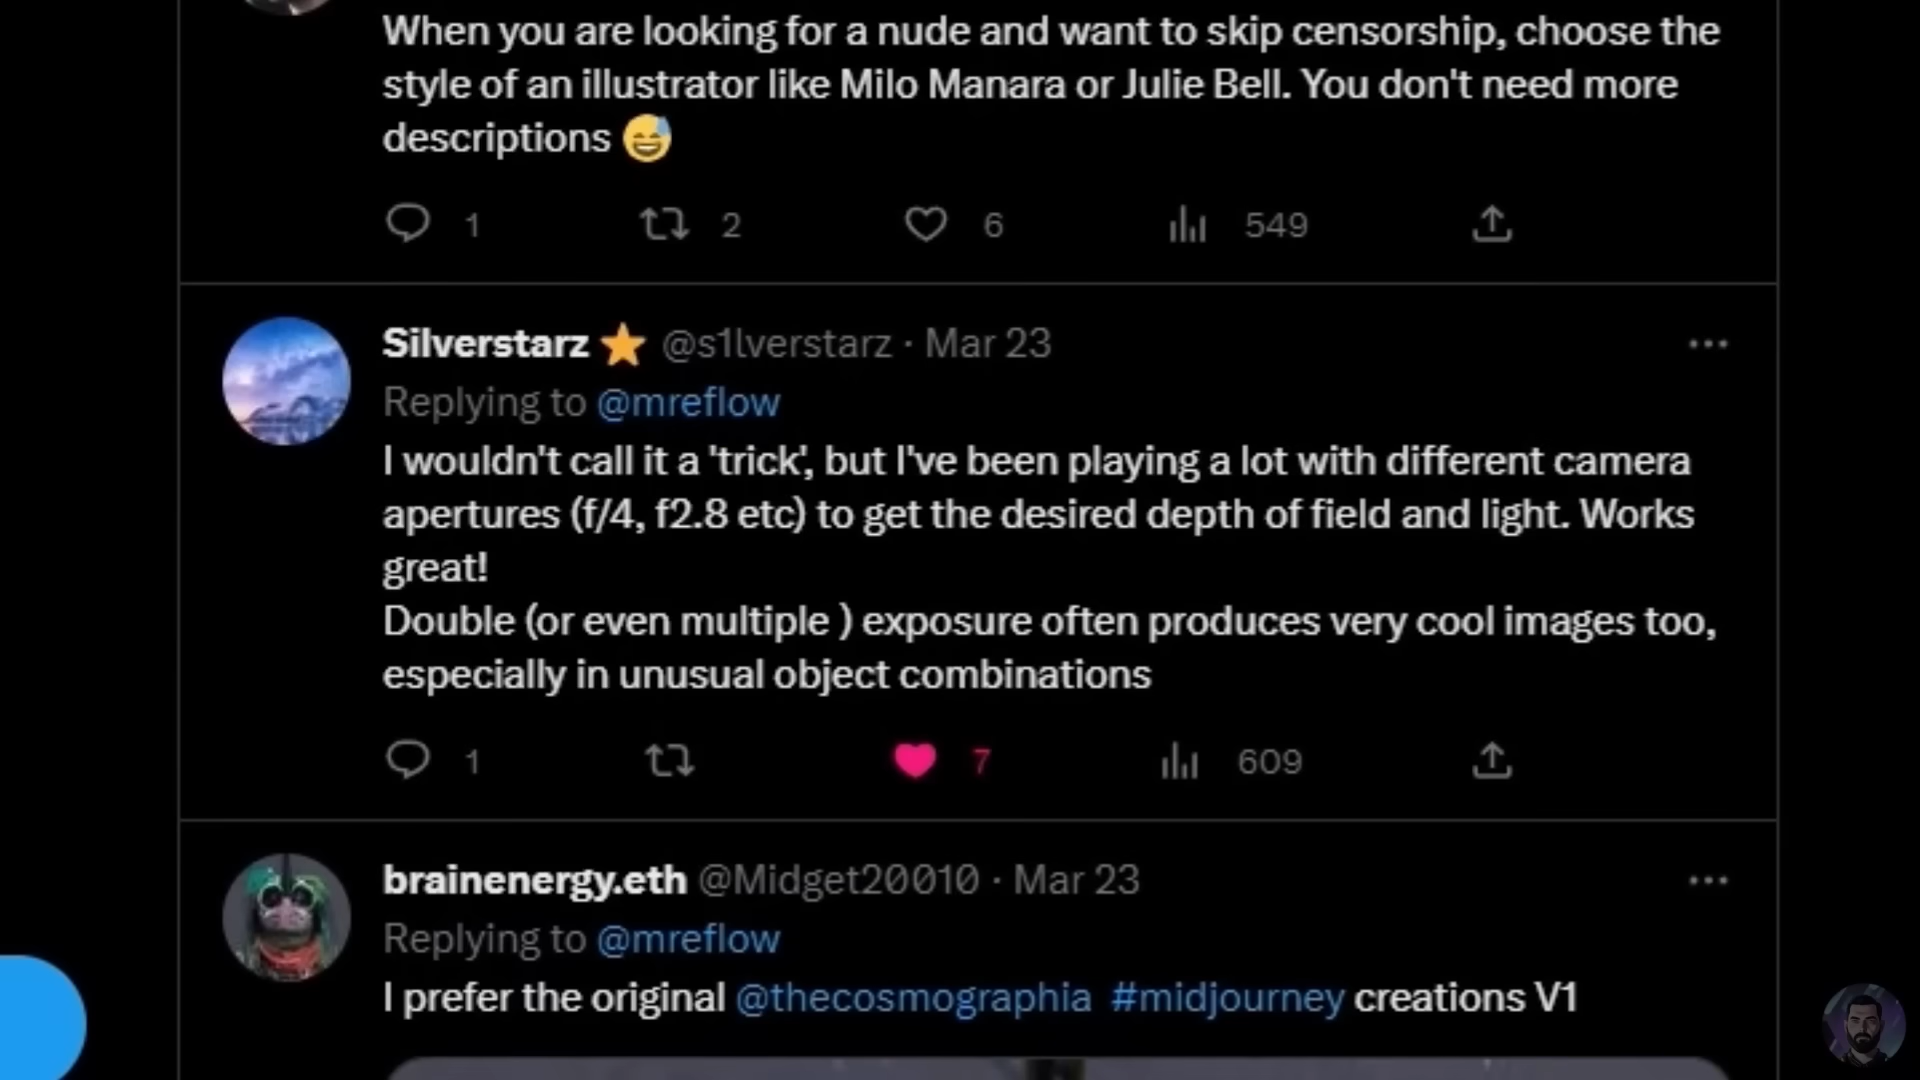 When you are looking for a nude and want to skip censorship, choose the
style of an illustrator like Milo Manara or Julie Bell. You don't need more
descriptions 😅
1 2 6 549
Silverstarz ⭐ @s1lverstarz · Mar 23
Replying to @mreflow
I wouldn't call it a 'trick', but I've been playing a lot with different camera
apertures (f/4, f2.8 etc) to get the desired depth of field and light. Works
great!
Double (or even multiple ) exposure often produces very cool images too,
especially in unusual object combinations
1 7 609
brainenergy.eth @Midget20010 · Mar 23
Replying to @mreflow
I prefer the original @thecosmographia #midjourney creations V1